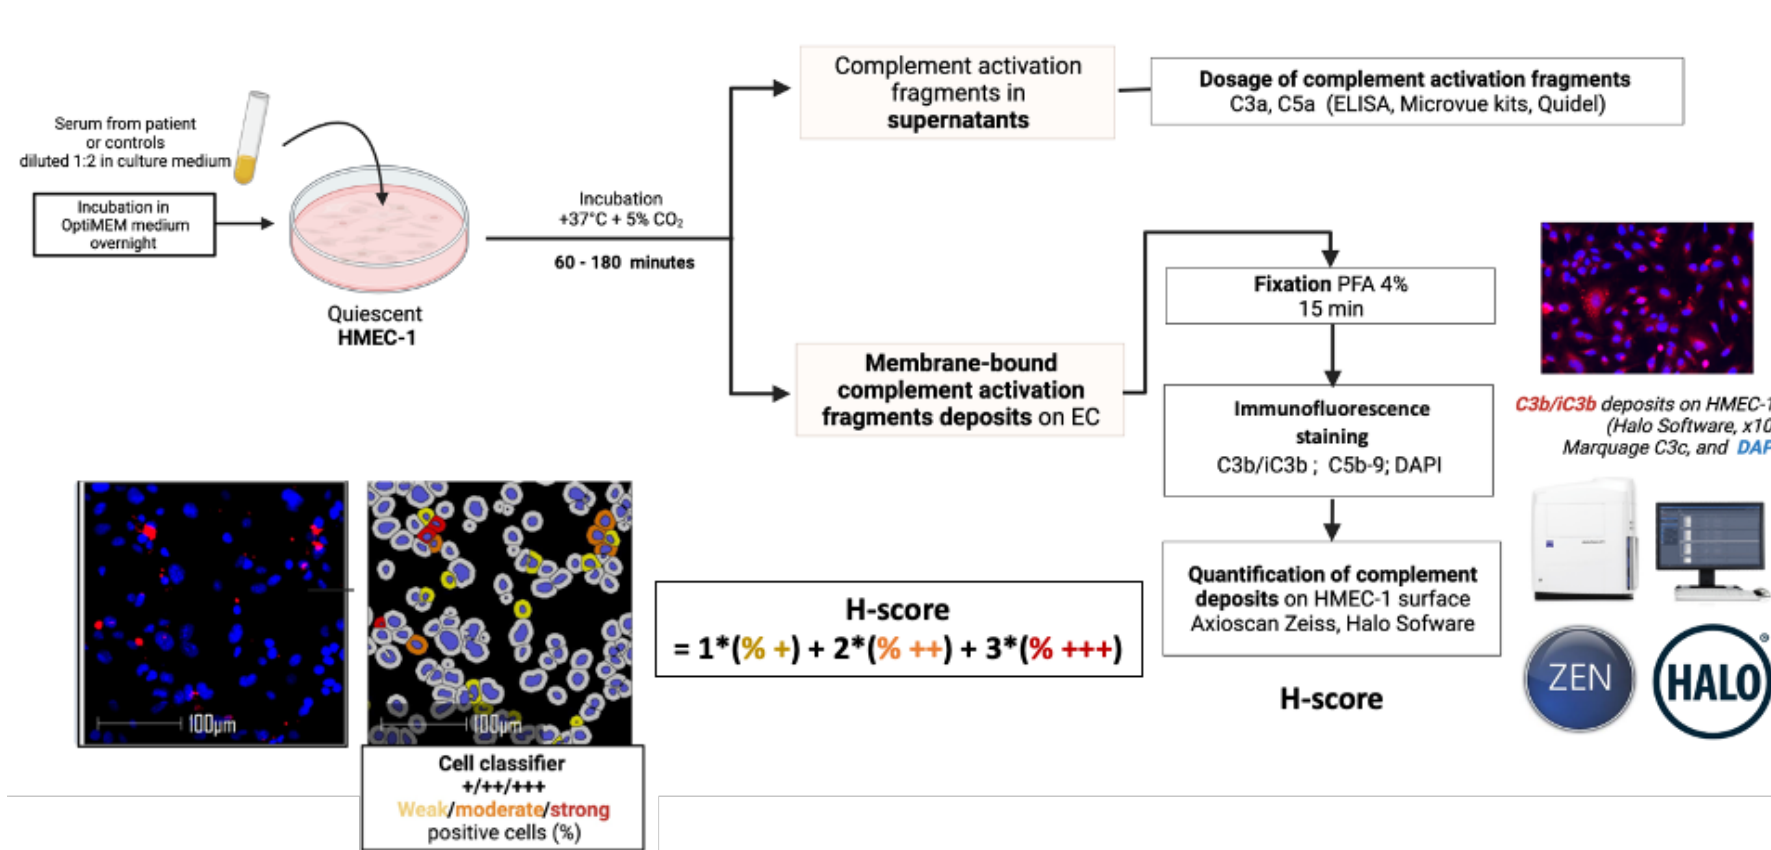 Serum from patient
or controls
diluted 1:2 in culture medium
Incubation in
OptiMEM medium
overnight
Quiescent
HMEC-1
Incubation
+37°C + 5% CO₂
60 - 180 minutes
Complement activation
fragments in
supernatants
Dosage of complement activation fragments
C3a, C5a (ELISA, Microvue kits, Quidel)
Membrane-bound
complement activation
fragments deposits on EC
Fixation PFA 4%
15 min
Immunofluorescence
staining
C3b/iC3b ; C5b-9; DAPI
Quantification of complement
deposits on HMEC-1 surface
Axioscan Zeiss, Halo Sofware
H-score
C3b/iC3b deposits on HMEC-1
(Halo Software, x10
Marquage C3c, and DAP
ZEN
HALO®
100µm
100µm
Cell classifier
+/++/+++
Weak/moderate/strong
positive cells (%)
H-score
= 1*(% +) + 2*(% ++) + 3*(% +++)